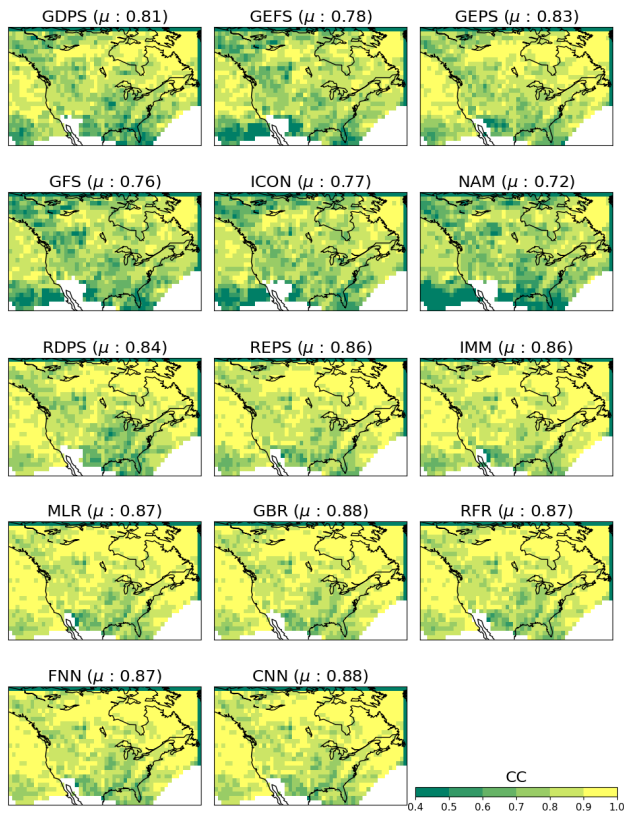 GDPS (μ : 0.81) GEFS (μ : 0.78) GEPS (μ : 0.83)
GFS (μ : 0.76) ICON (μ : 0.77) NAM (μ : 0.72)
RDPS (μ : 0.84) REPS (μ : 0.86) IMM (μ : 0.86)
MLR (μ : 0.87) GBR (μ : 0.88) RFR (μ : 0.87)
FNN (μ : 0.87) CNN (μ : 0.88)
CC
0.4 0.5 0.6 0.7 0.8 0.9 1.0